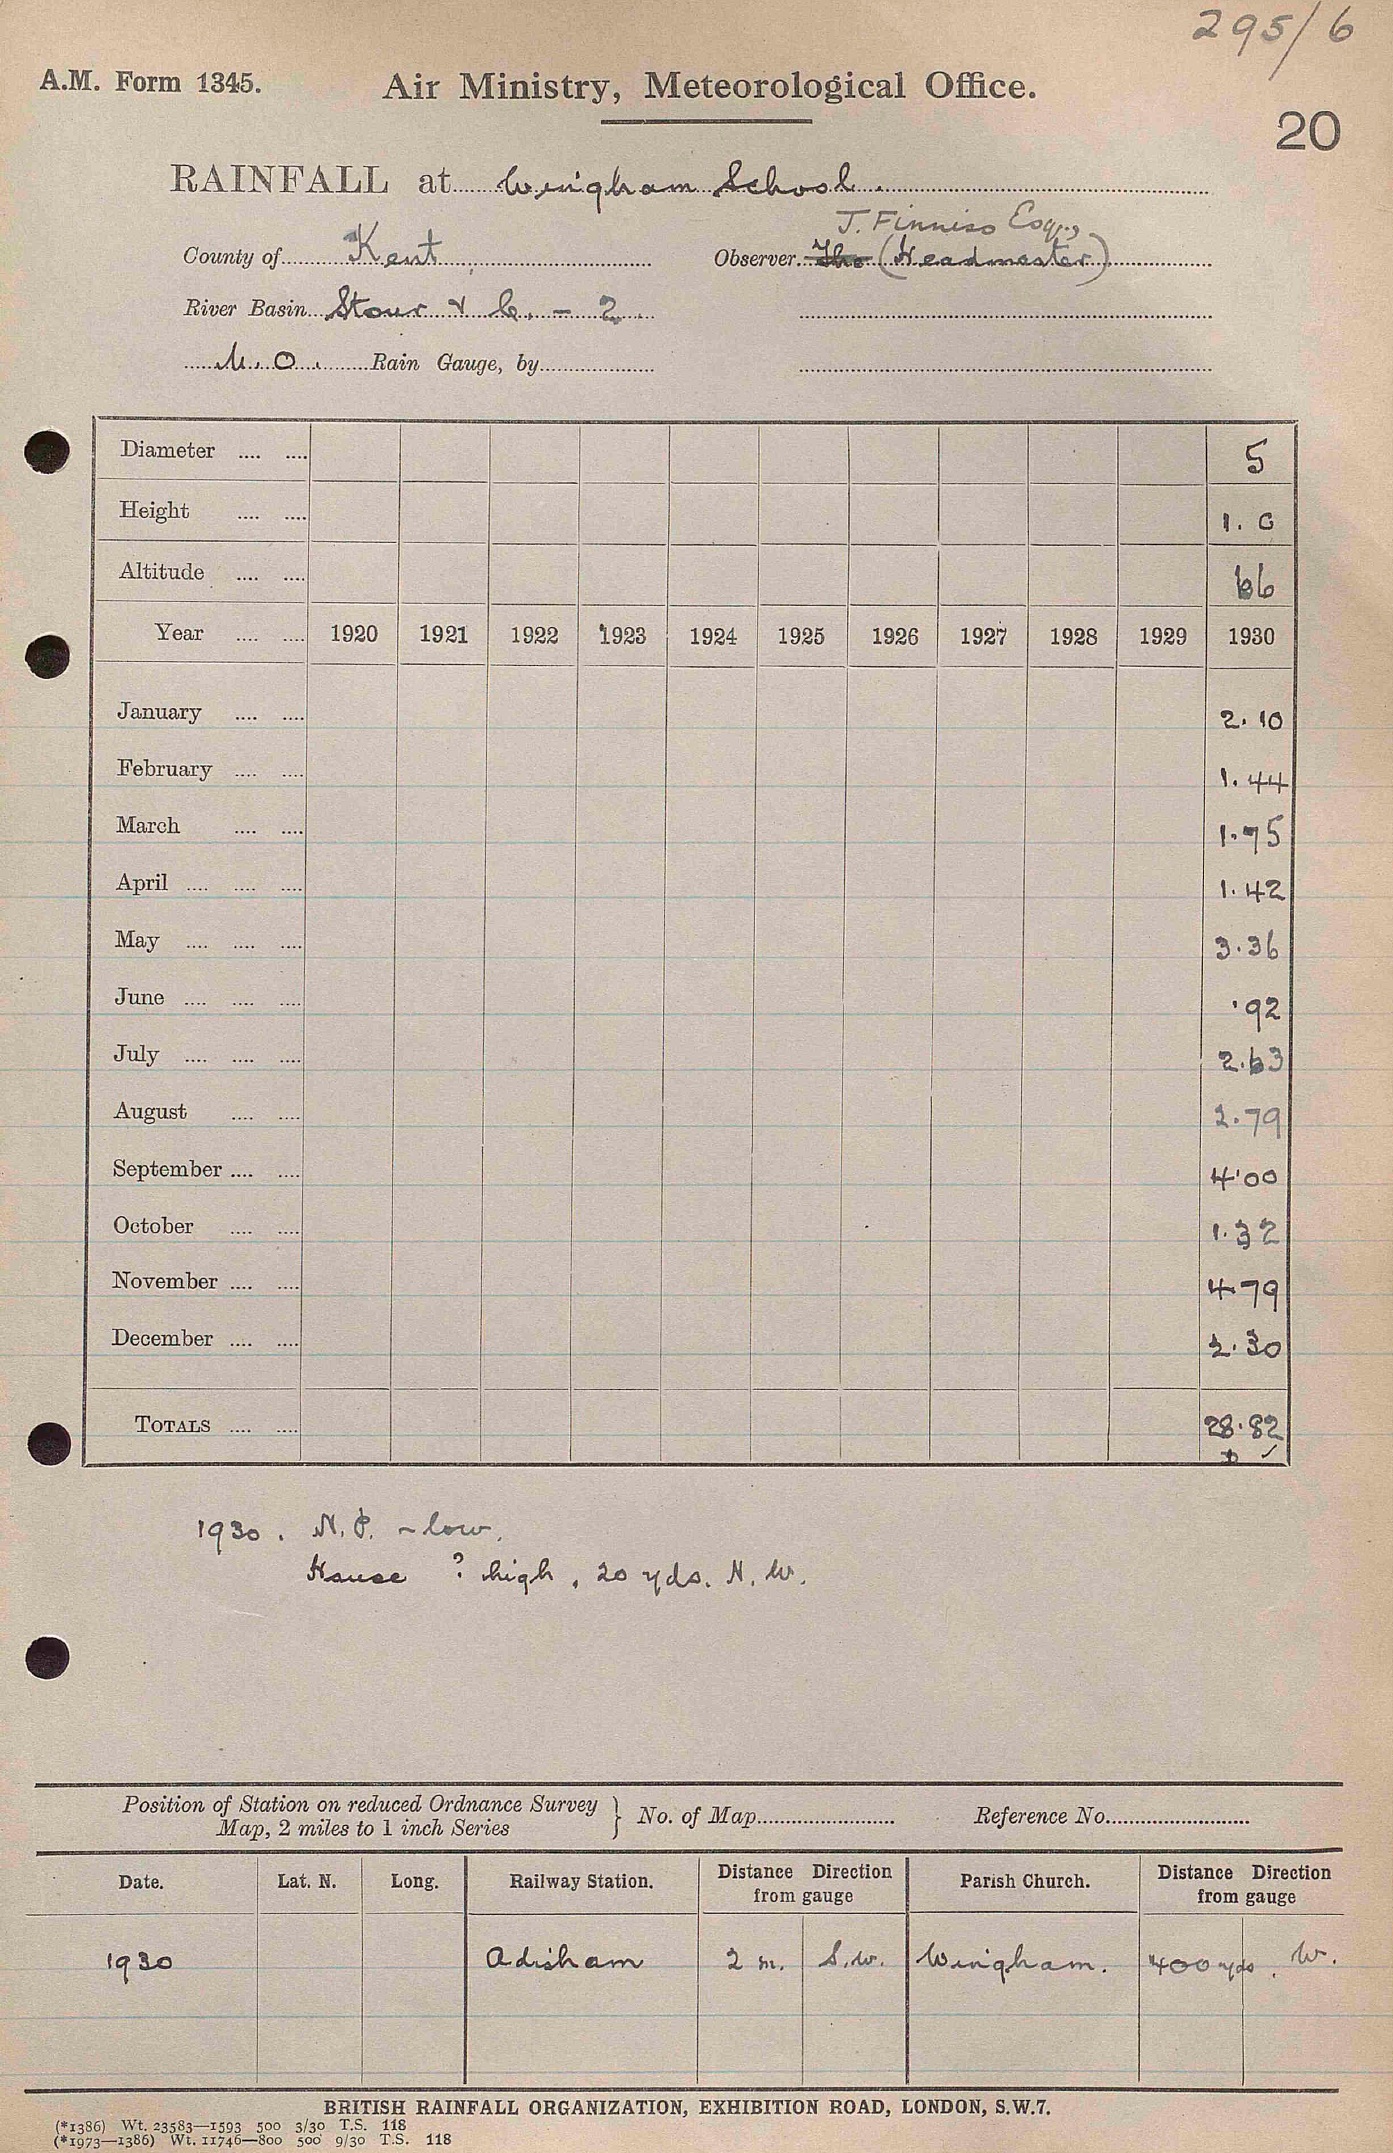 295/6
A.M. Form 1345. Air Ministry, Meteorological Office.
20
RAINFALL at Wingham School.
J. Finniss Esq.,
County of Kent Observer The (Headmaster)
River Basin Stour & C. - 2
M.O. Rain Gauge, by
Diameter .... .... 5
Height .... .... 1.0
Altitude .... .... 66
Year .... .... 1920 1921 1922 1923 1924 1925 1926 1927 1928 1929 1930
January .... .... 2.10
February .... .... 1.44
March .... .... 1.75
April .... .... .... 1.42
May .... .... .... 3.36
June .... .... .... .92
July .... .... .... 2.63
August .... .... 2.79
September .... .... 4.00
October .... .... 1.32
November .... .... 4.79
December .... .... 2.30
TOTALS .... .... 28.82
1930. N.P. ~ low.
House ? high, 20 yds. N.W.
Position of Station on reduced Ordnance Survey
Map, 2 miles to 1 inch Series } No. of Map Reference No.
Date. Lat. N. Long. Railway Station. Distance Direction from gauge Parish Church. Distance Direction from gauge
1930 Adisham 2 m. S.W. Wingham. 400 yds. W.
BRITISH RAINFALL ORGANIZATION, EXHIBITION ROAD, LONDON, S.W.7.
(*1386) Wt. 23583—1593 500 3/30 T.S. 118
(*1973—1386) Wt. 11746—800 500 9/30 T.S. 118